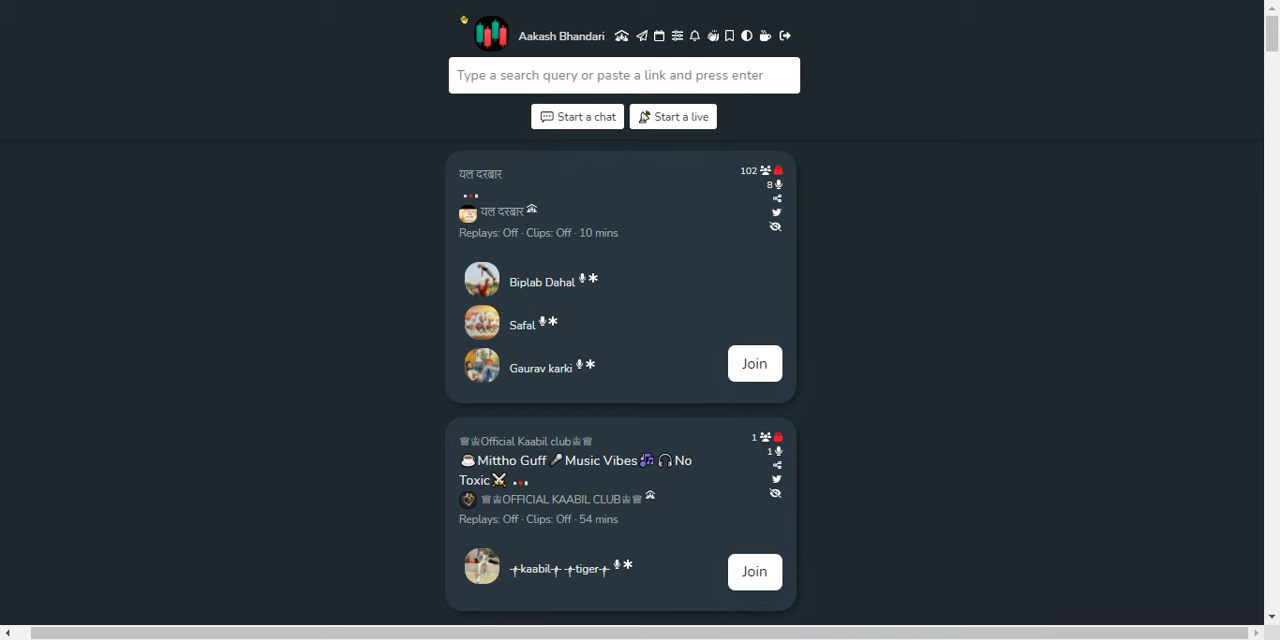 Aakash Bhandari
Type a search query or paste a link and press enter
Start a chat
Start a live
यल दरबार
102
8
यल दरबार
Replays: Off · Clips: Off · 10 mins
Biplab Dahal
Safal
Gaurav karki
Join
♕♔Official Kaabil club♔♕
1
1
☕Mittho Guff🎤Music Vibes🎶🎧No
Toxic⚔
♕♔OFFICIAL KAABIL CLUB♔♕
Replays: Off · Clips: Off · 54 mins
⸸kaabil⸸ ⸸tiger⸸
Join